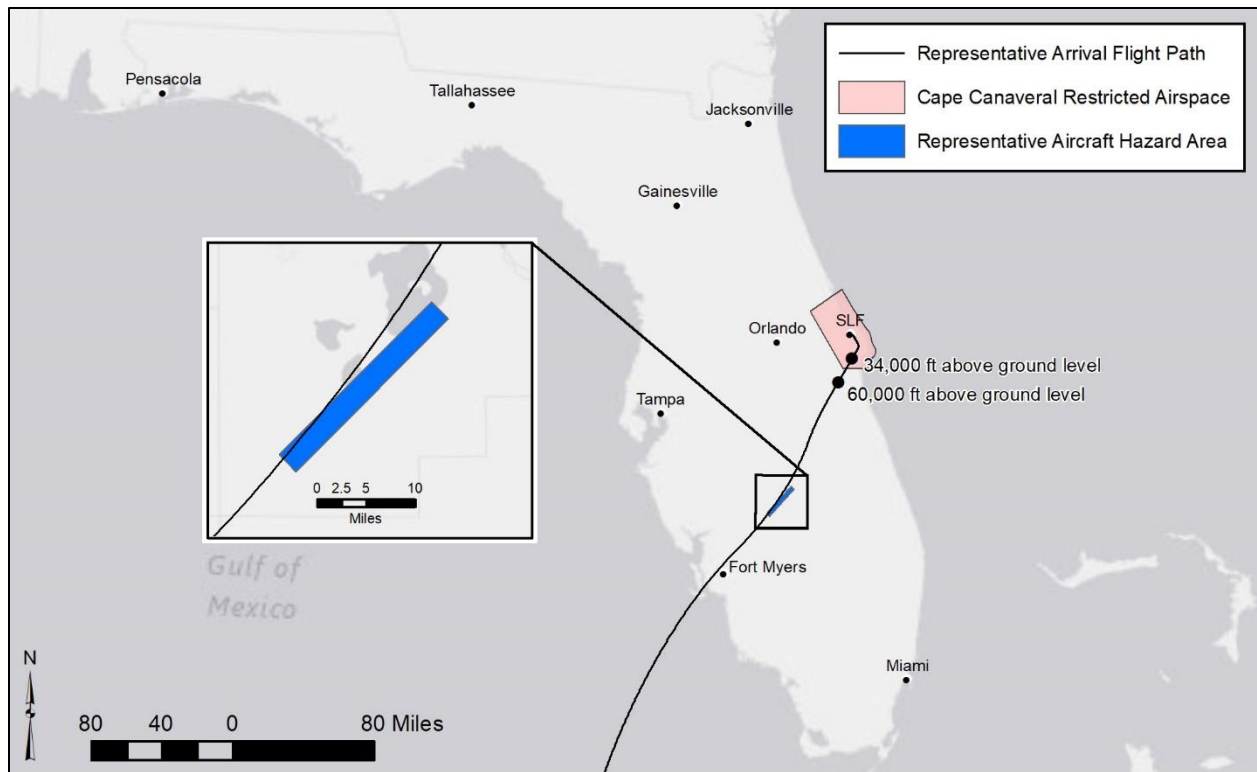 Representative Arrival Flight Path
Cape Canaveral Restricted Airspace
Representative Aircraft Hazard Area
Pensacola
Tallahassee
Jacksonville
Gainesville
SLF
Orlando
34,000 ft above ground level
60,000 ft above ground level
Tampa
0 2.5 5 10
Miles
Gulf of
Mexico
Fort Myers
Miami
N
80 40 0 80 Miles